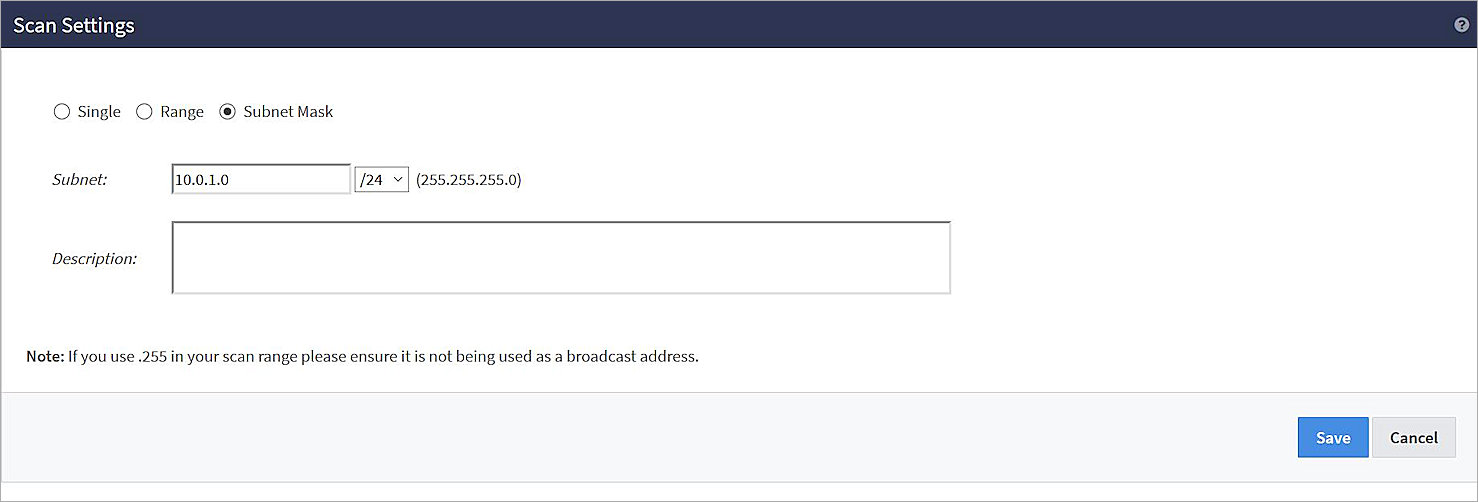 Scan Settings
?
Single Range Subnet Mask
Subnet: 10.0.1.0 /24 (255.255.255.0)
Description:
Note: If you use .255 in your scan range please ensure it is not being used as a broadcast address.
Save Cancel